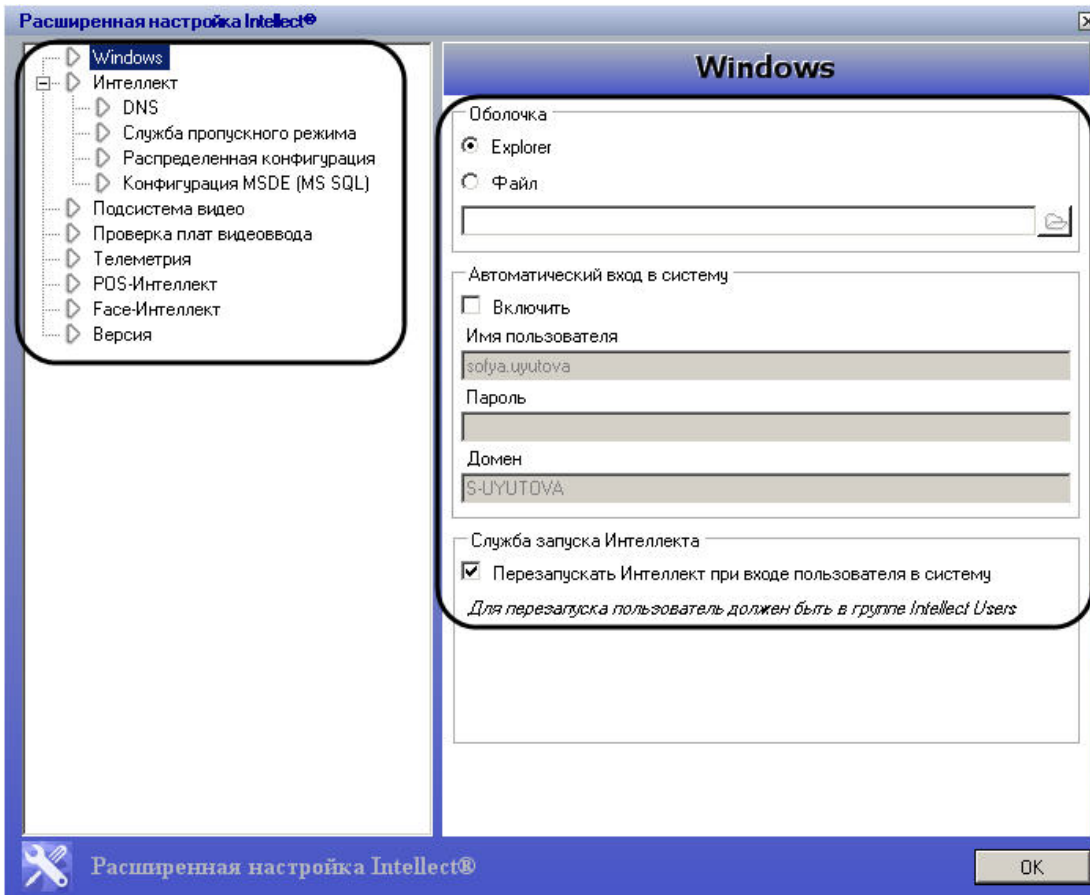 Расширенная настройка Intellect®
Windows
Интеллект
DNS
Служба пропускного режима
Распределенная конфигурация
Конфигурация MSDE (MS SQL)
Подсистема видео
Проверка плат видеоввода
Телеметрия
POS-Интеллект
Face-Интеллект
Версия
Windows
Оболочка
Explorer
Файл
Автоматический вход в систему
Включить
Имя пользователя
sofya.uyutova
Пароль
Домен
S-UYUTOVA
Служба запуска Интеллекта
Перезапускать Интеллект при входе пользователя в систему
Для перезапуска пользователь должен быть в группе Intellect Users
Расширенная настройка Intellect®
OK